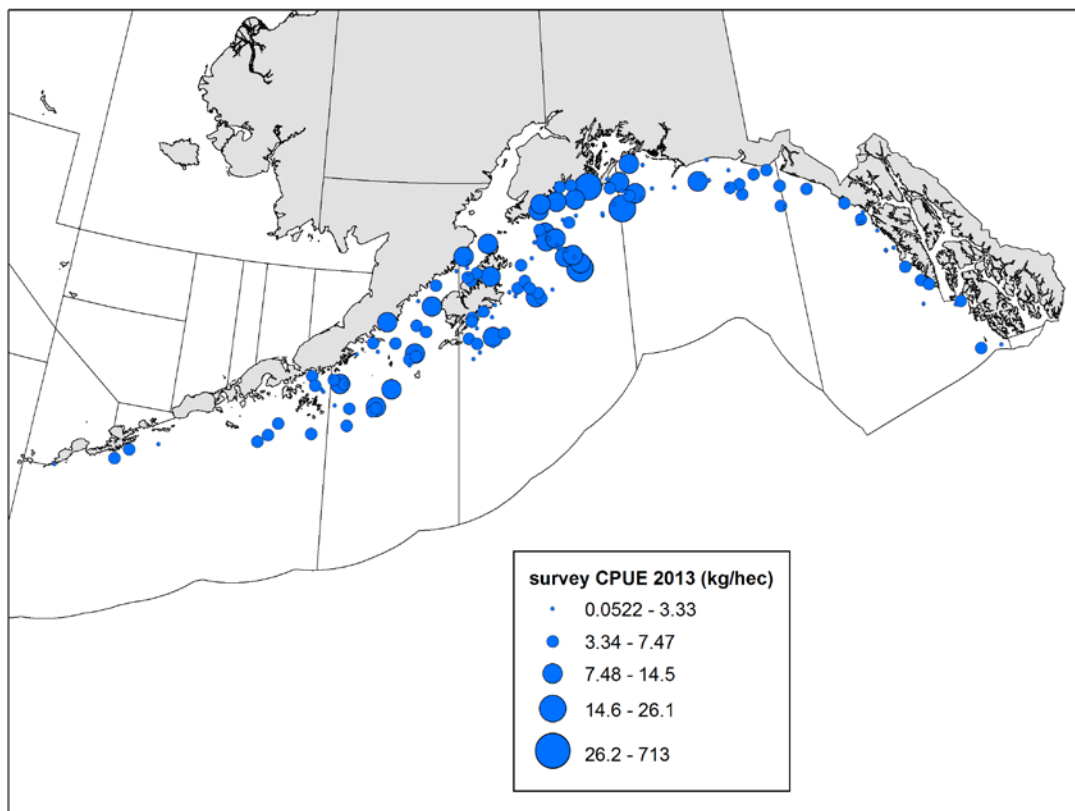 survey CPUE 2013 (kg/hec)
0.0522 - 3.33
3.34 - 7.47
7.48 - 14.5
14.6 - 26.1
26.2 - 713